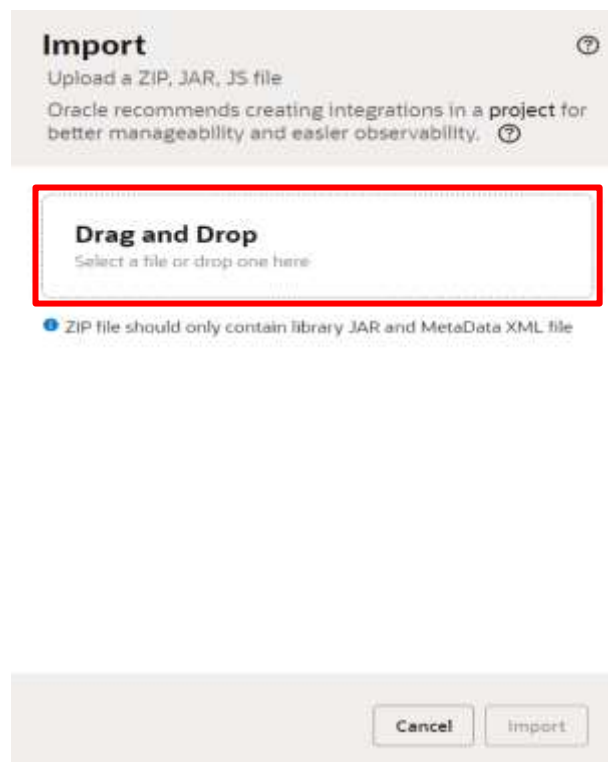 Import
Upload a ZIP, JAR, JS file
Oracle recommends creating integrations in a project for
better manageability and easier observability.
Drag and Drop
Select a file or drop one here
ZIP file should only contain library JAR and MetaData XML file
Cancel Import